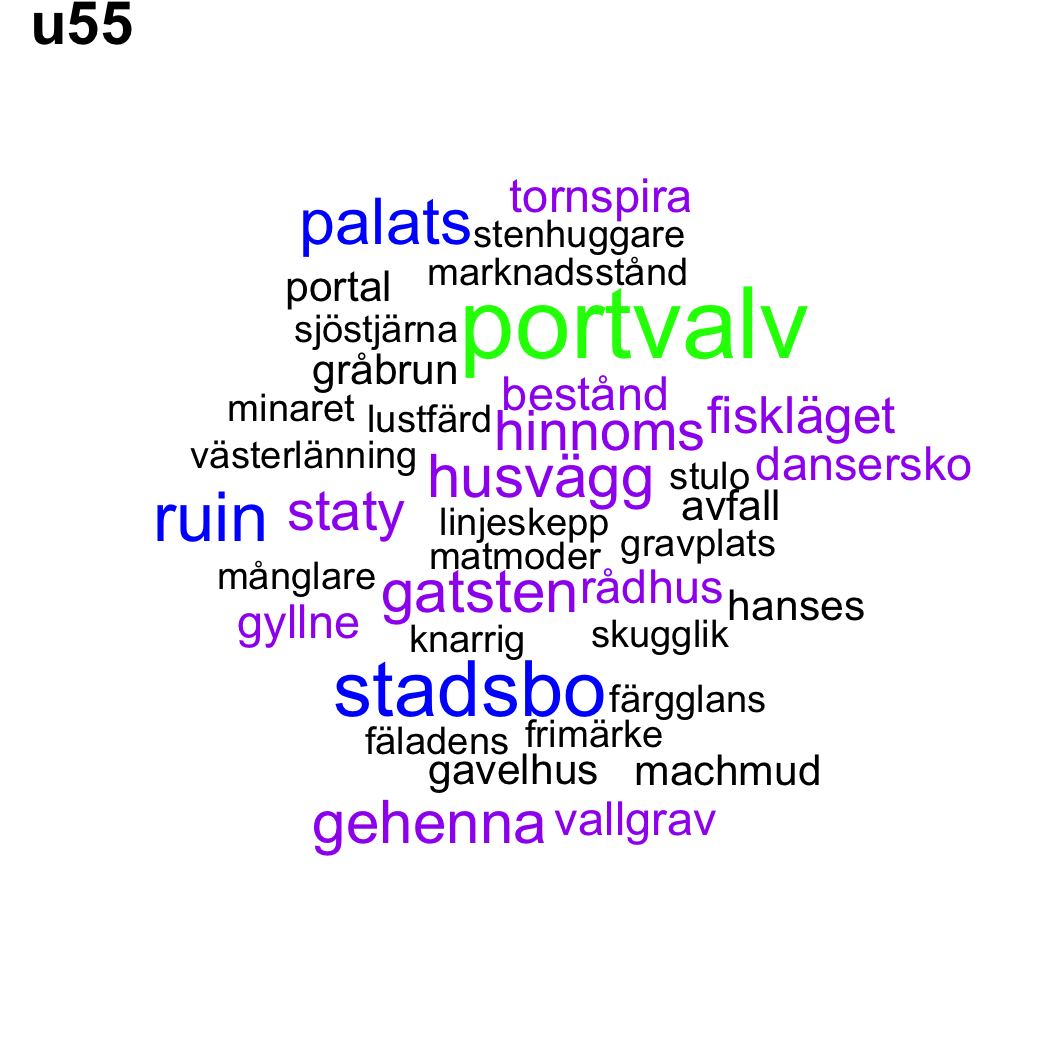 u55
tornspira
palats
stenhuggare
marknadsstånd
portal
portvalv
sjöstjärna
gråbrun
bestånd
minaret
lustfärd
hinnoms
fiskläget
västerlänning
husvägg
stulo
dansersko
ruin
staty
avfall
linjeskepp
gravplats
matmoder
månglare
gatsten
rådhus
hanses
gyllne
knarrig
skugglik
stadsbo
färgglans
fäladens
frimärke
gavelhus
machmud
gehenna
vallgrav